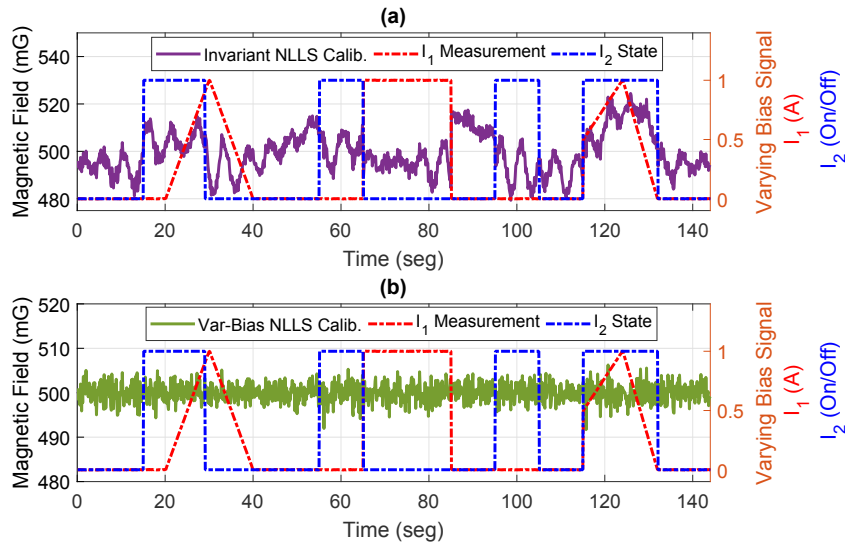 (a)
Invariant NLLS Calib. I₁ Measurement I₂ State
Magnetic Field (mG)
540
520
500
480
1
0.5
0
Varying Bias Signal
I₁ (A)
I₂ (On/Off)
0 20 40 60 80 100 120 140
Time (seg)
(b)
Var-Bias NLLS Calib. I₁ Measurement I₂ State
Magnetic Field (mG)
520
510
500
490
480
1
0.5
0
Varying Bias Signal
I₁ (A)
I₂ (On/Off)
0 20 40 60 80 100 120 140
Time (seg)